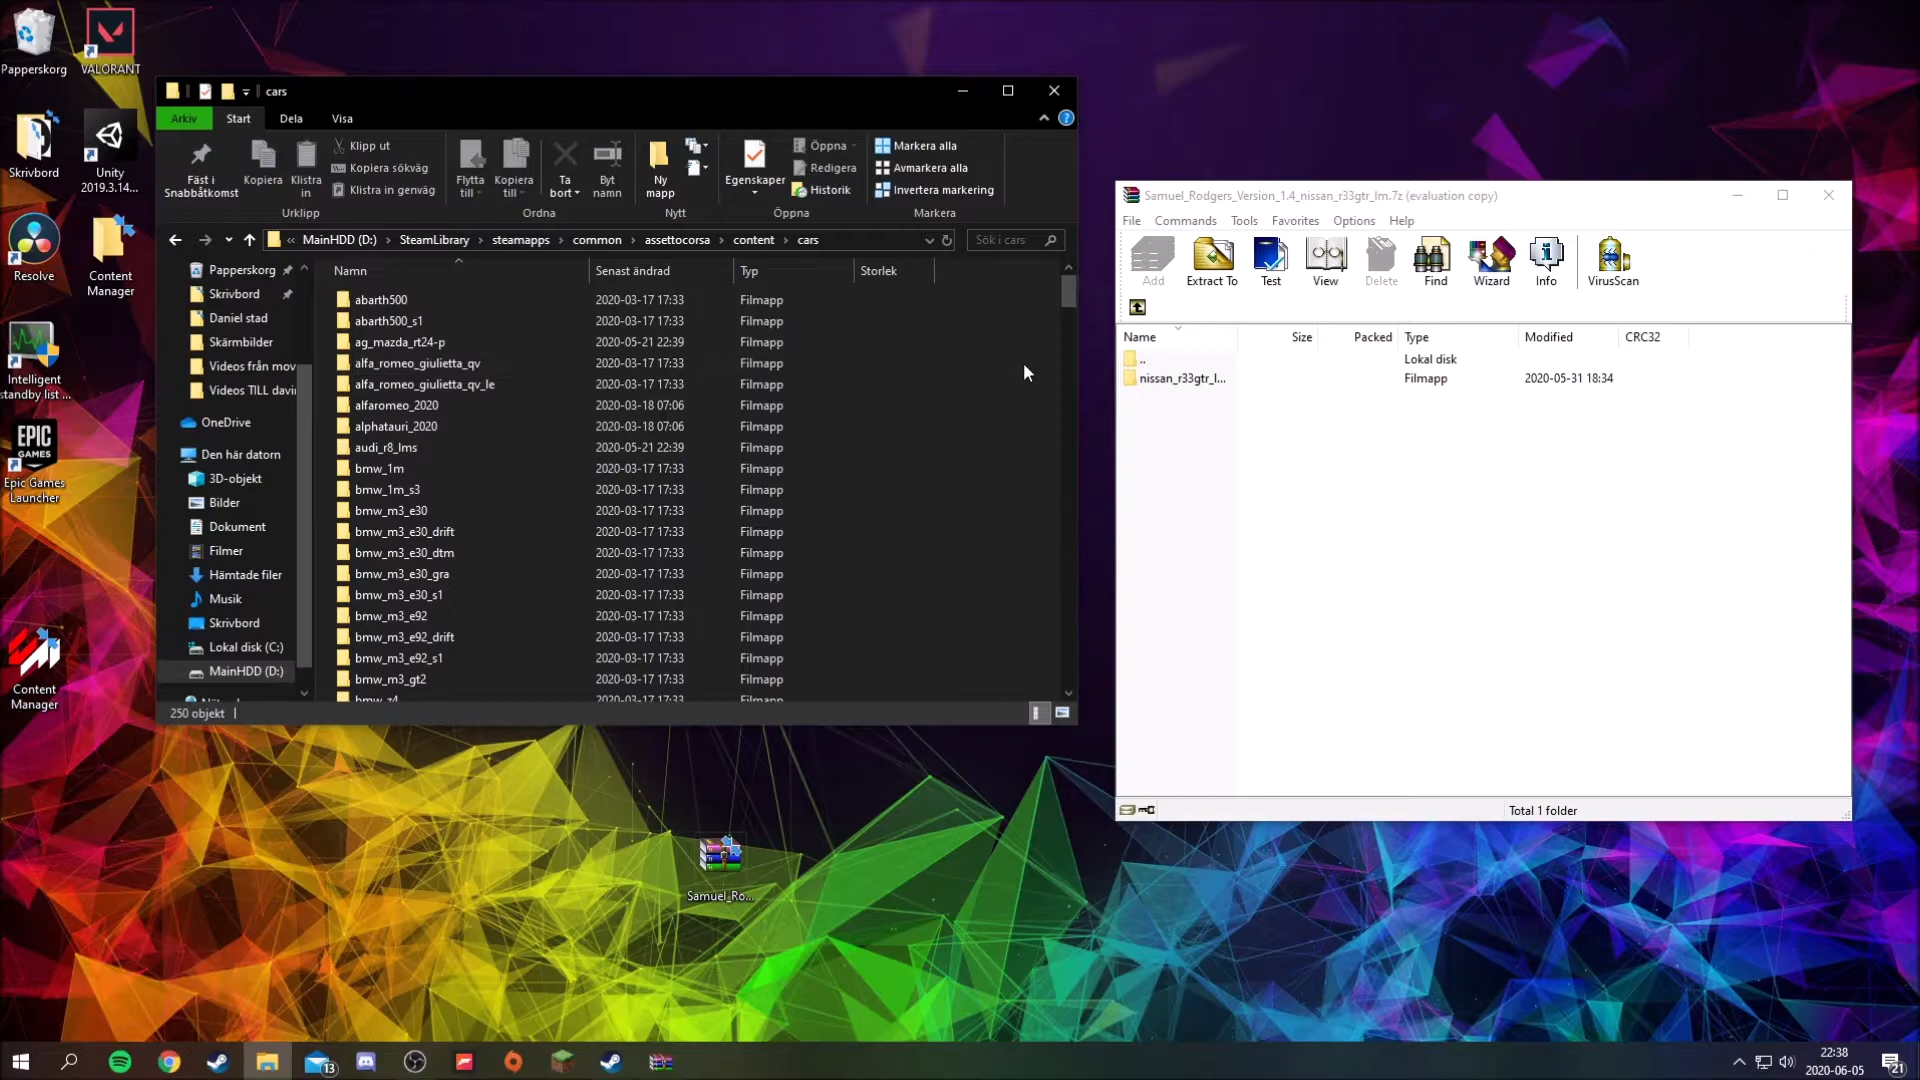 Papperskorg
VALORANT
Skrivbord
Unity
2019.3.14...
Resolve
Content
Manager
Intelligent
standby list ...
EPIC
GAMES
Epic Games
Launcher
Content
Manager
cars
Arkiv
Start
Dela
Visa
Fäst i
Snabbåtkomst
Kopiera
Klistra
in
Klipp ut
Kopiera sökväg
Klistra in genväg
Urklipp
Flytta
till
Kopiera
till
Ta
bort
Byt
namn
Ordna
Ny
mapp
Nytt
Egenskaper
Öppna
Redigera
Historik
Öppna
Markera alla
Avmarkera alla
Invertera markering
Markera
« MainHDD (D:) > SteamLibrary > steamapps > common > assettocorsa > content > cars
Sök i cars
Papperskorg
Skrivbord
Daniel stad
Skärmbilder
Videos från mov
Videos TILL davi
OneDrive
Den här datorn
3D-objekt
Bilder
Dokument
Filmer
Hämtade filer
Musik
Skrivbord
Lokal disk (C:)
MainHDD (D:)
Namn Senast ändrad Typ Storlek
abarth500 2020-03-17 17:33 Filmapp
abarth500_s1 2020-03-17 17:33 Filmapp
ag_mazda_rt24-p 2020-05-21 22:39 Filmapp
alfa_romeo_giulietta_qv 2020-03-17 17:33 Filmapp
alfa_romeo_giulietta_qv_le 2020-03-17 17:33 Filmapp
alfaromeo_2020 2020-03-18 07:06 Filmapp
alphatauri_2020 2020-03-18 07:06 Filmapp
audi_r8_lms 2020-05-21 22:39 Filmapp
bmw_1m 2020-03-17 17:33 Filmapp
bmw_1m_s3 2020-03-17 17:33 Filmapp
bmw_m3_e30 2020-03-17 17:33 Filmapp
bmw_m3_e30_drift 2020-03-17 17:33 Filmapp
bmw_m3_e30_dtm 2020-03-17 17:33 Filmapp
bmw_m3_e30_gra 2020-03-17 17:33 Filmapp
bmw_m3_e30_s1 2020-03-17 17:33 Filmapp
bmw_m3_e92 2020-03-17 17:33 Filmapp
bmw_m3_e92_drift 2020-03-17 17:33 Filmapp
bmw_m3_e92_s1 2020-03-17 17:33 Filmapp
bmw_m3_gt2 2020-03-17 17:33 Filmapp
bmw_z4 2020-03-17 17:33 Filmapp
250 objekt
Samuel_Rodgers_Version_1.4_nissan_r33gtr_lm.7z (evaluation copy)
File Commands Tools Favorites Options Help
Add
Extract To
Test
View
Delete
Find
Wizard
Info
VirusScan
Name Size Packed Type Modified CRC32
.. Lokal disk
nissan_r33gtr_l... Filmapp 2020-05-31 18:34
Total 1 folder
Samuel_Ro...
13
22:38
2020-06-05
21